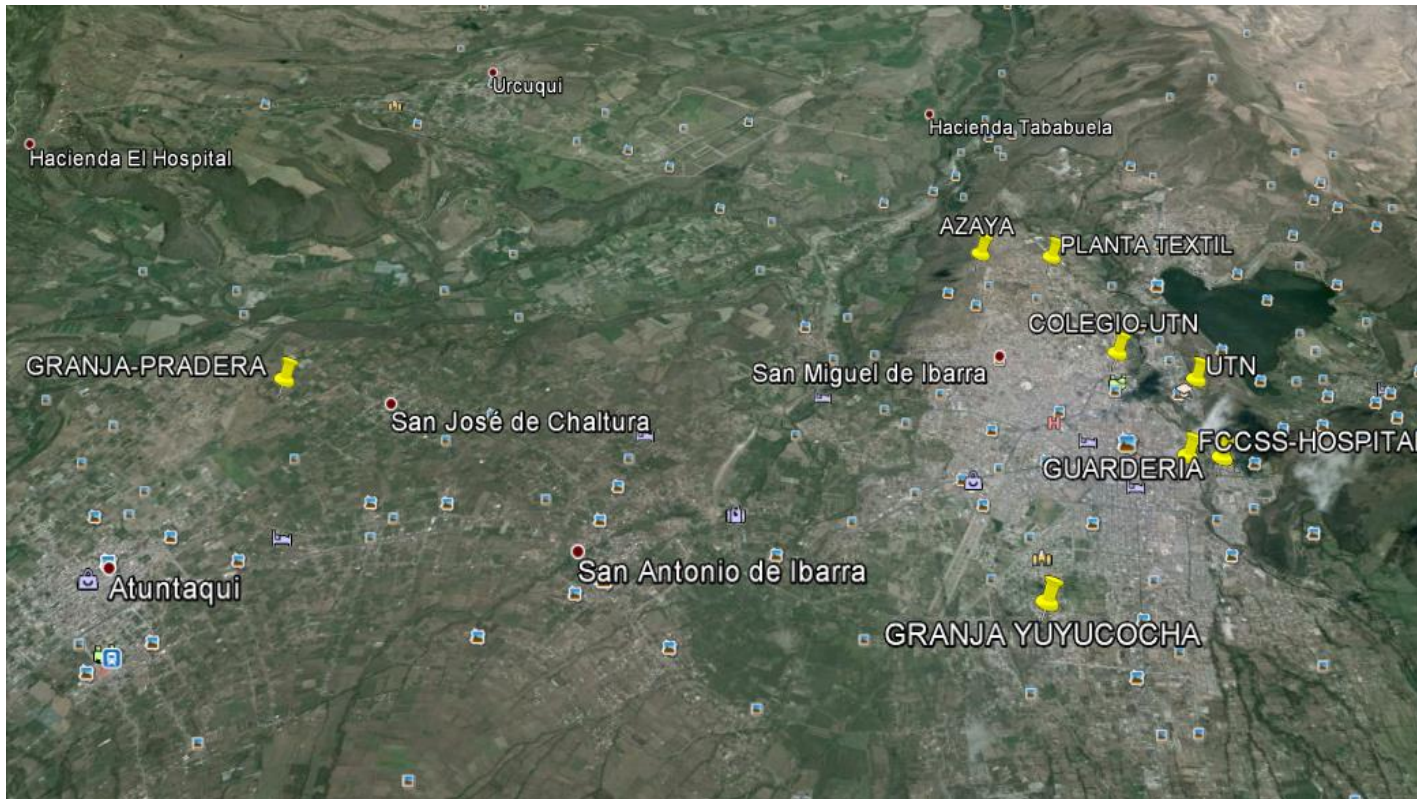 Urcuqui
Hacienda Tababuela
Hacienda El Hospital
AZAYA
PLANTA TEXTIL
COLEGIO-UTN
GRANJA-PRADERA
San Miguel de Ibarra
UTN
San José de Chaltura
FCCSS-HOSPITAL
GUARDERIA
H
San Antonio de Ibarra
Atuntaqui
GRANJA YUYUCOCHA